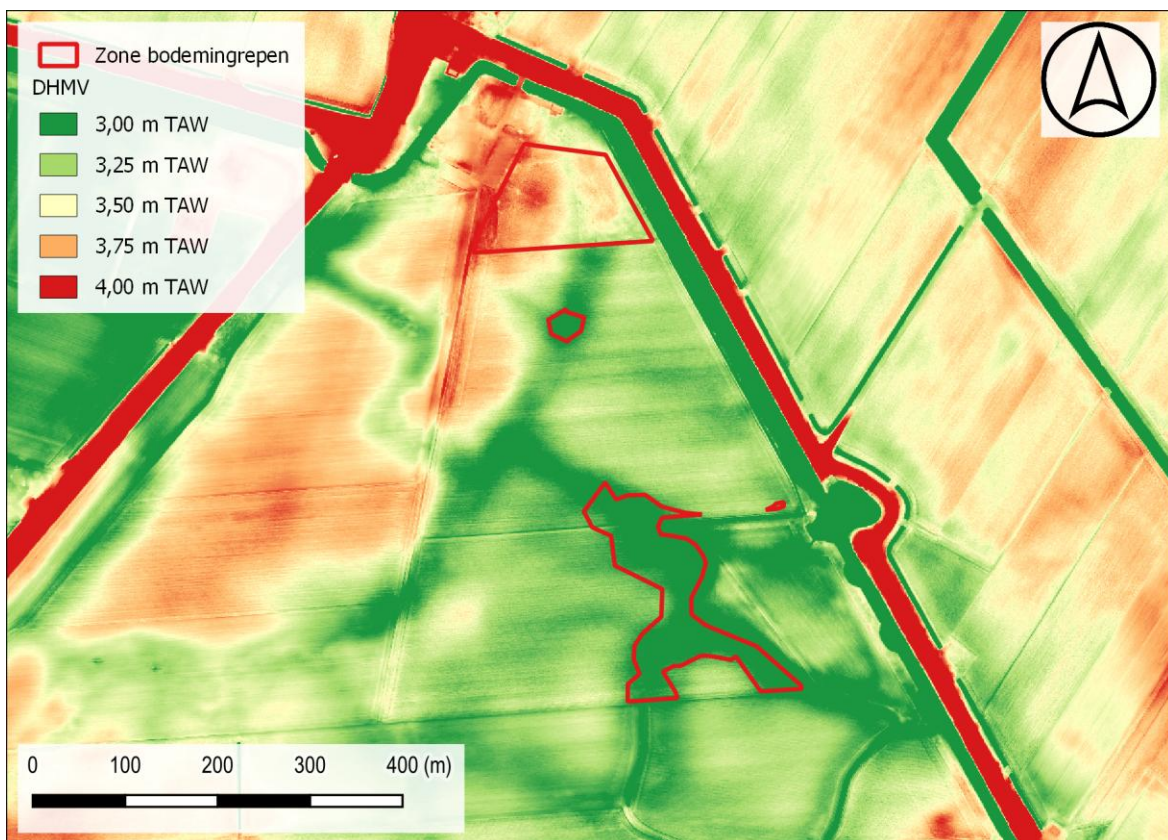 Zone bodemingrepen
DHMV
3,00 m TAW
3,25 m TAW
3,50 m TAW
3,75 m TAW
4,00 m TAW
0 100 200 300 400 (m)